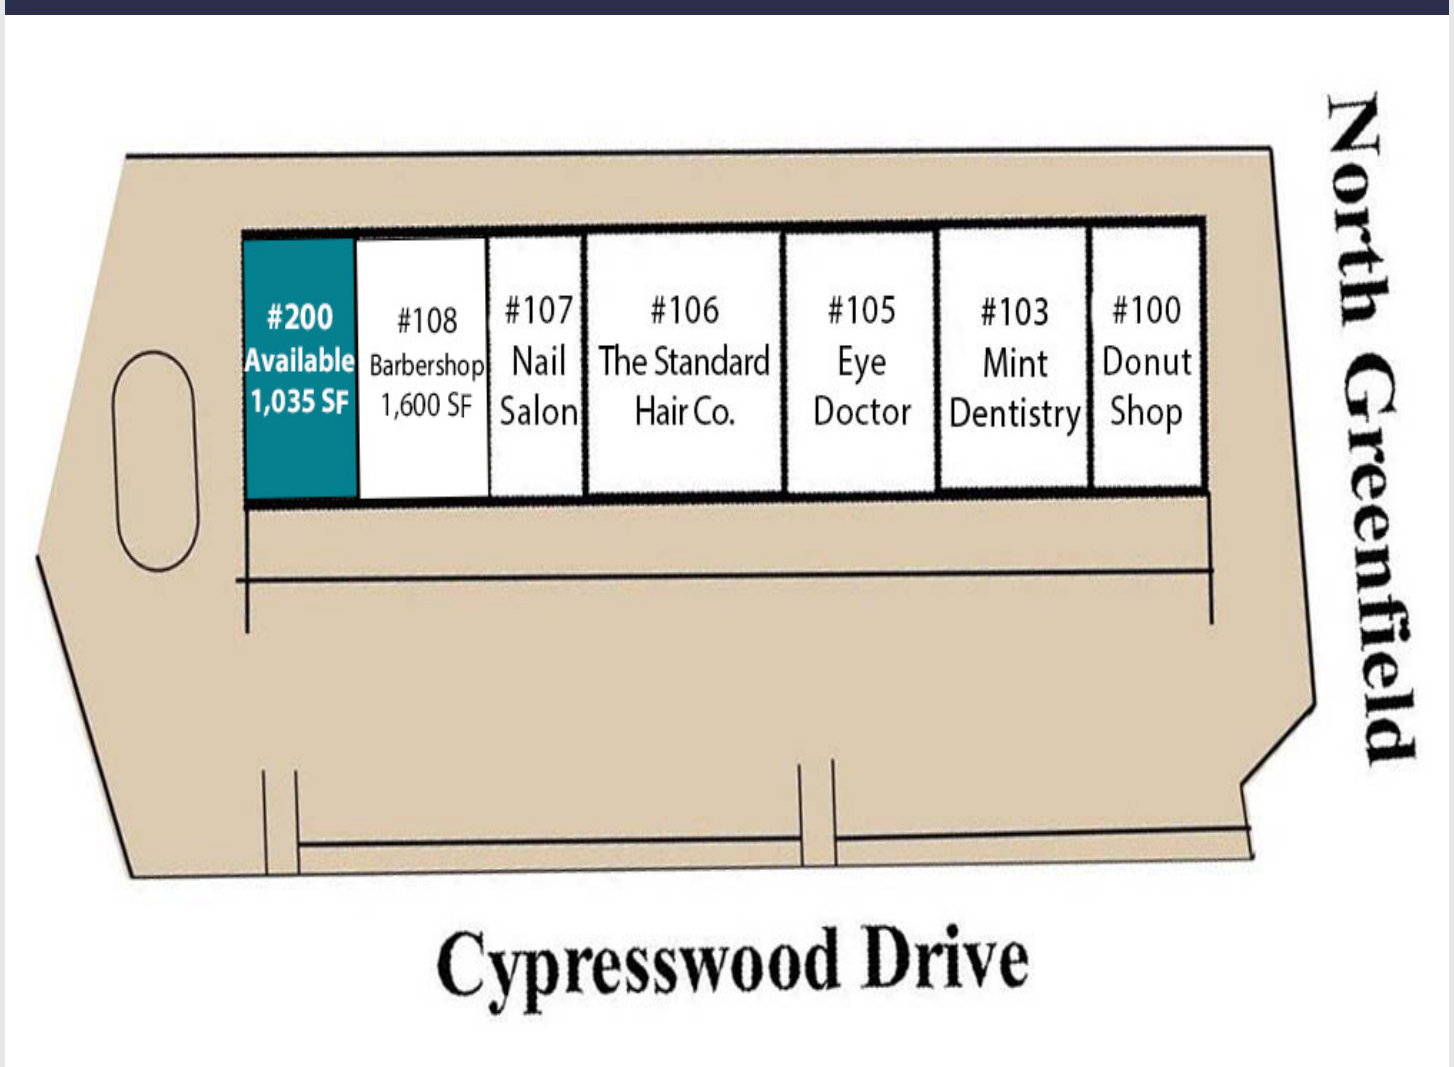 #200
Available
1,035 SF
#108
Barbershop
1,600 SF
#107
Nail
Salon
#106
The Standard
Hair Co.
#105
Eye
Doctor
#103
Mint
Dentistry
#100
Donut
Shop
North Greenfield
Cypresswood Drive